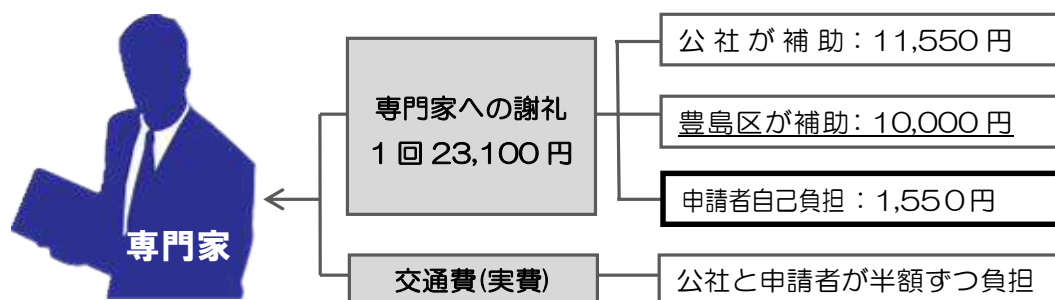 公社が補助：11,550円
専門家への謝礼
1回23,100円
豊島区が補助：10,000円
申請者自己負担：1,550円
専門家
交通費(実費)
公社と申請者が半額ずつ負担